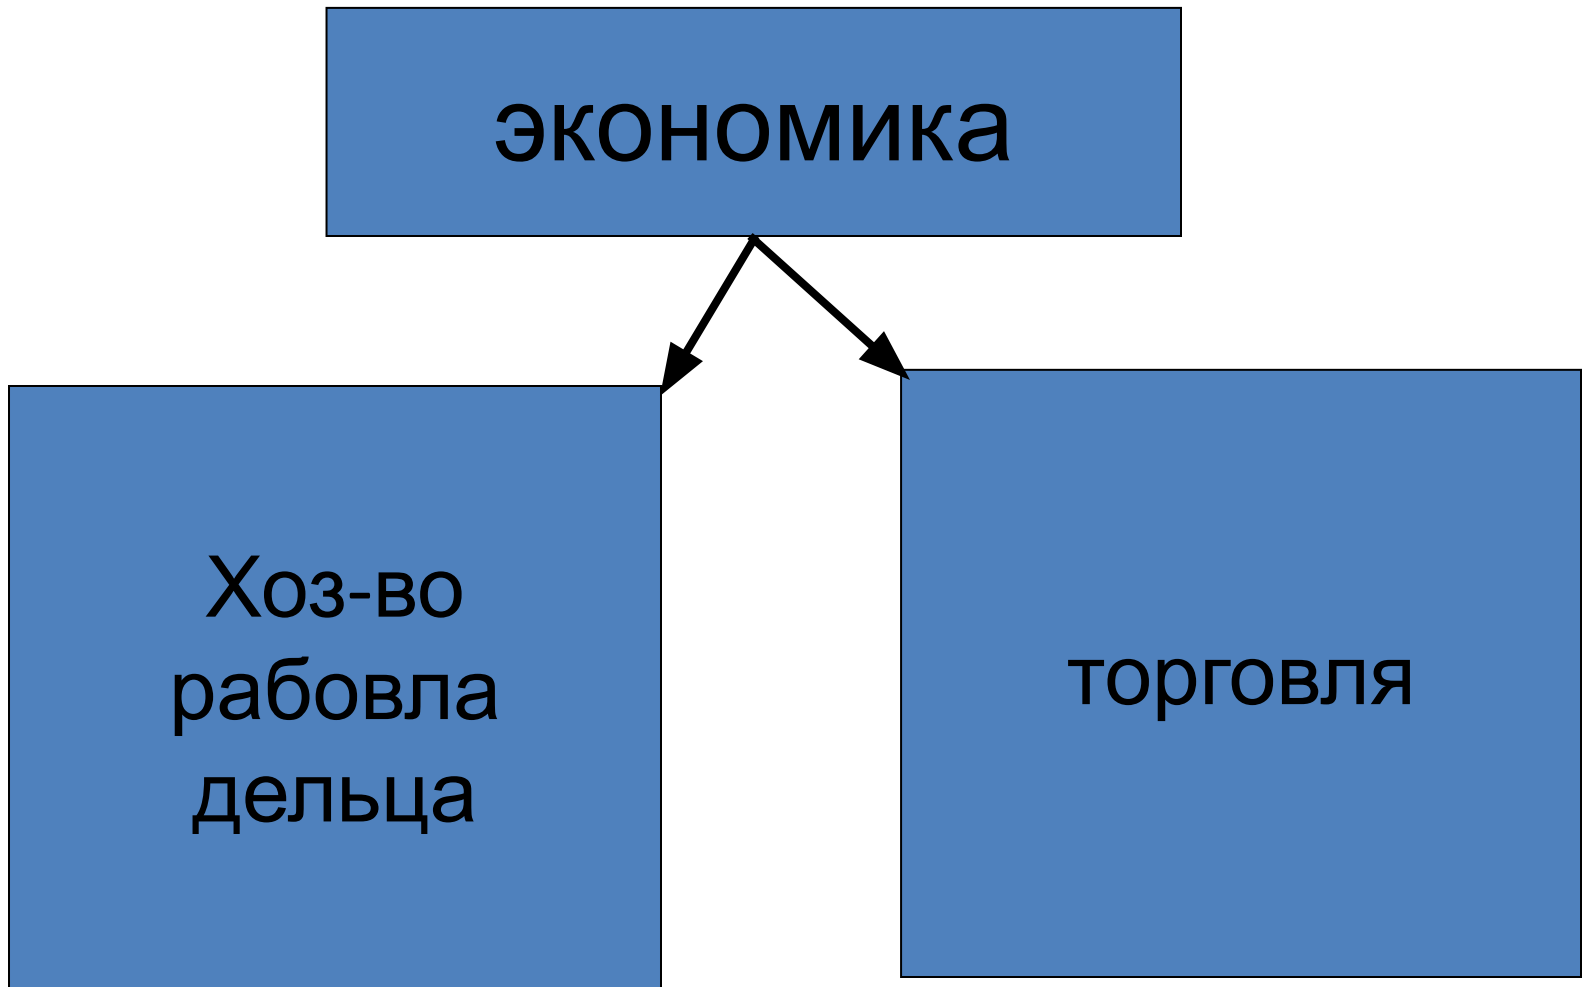 экономика
Хоз-во
рабовла
дельца
торговля